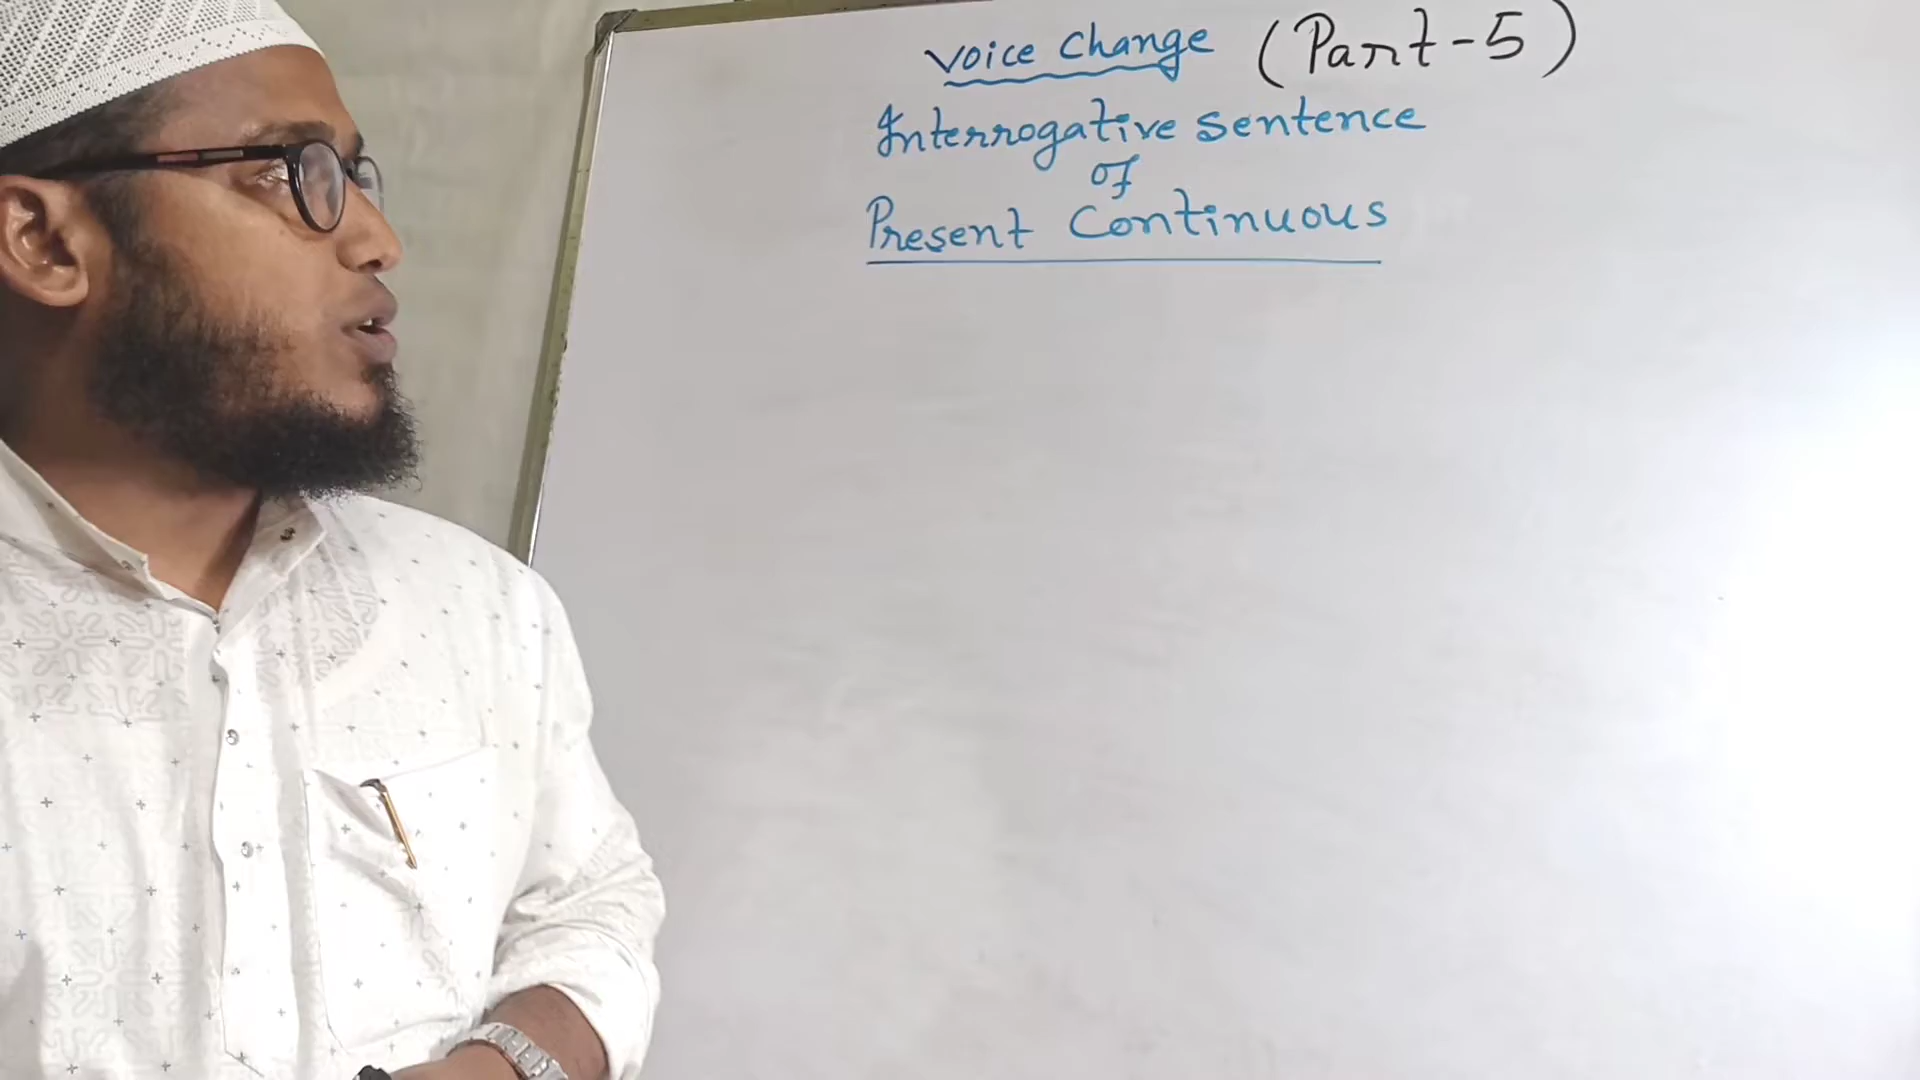 Voice Change (Part-5)
Interrogative sentence
of
Present Continuous